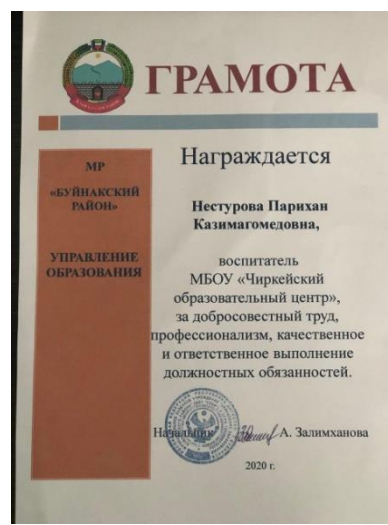 ГРАМОТА
МР
«БУЙНАКСКИЙ
РАЙОН»
УПРАВЛЕНИЕ
ОБРАЗОВАНИЯ
Награждается
Нестурова Парихан
Казимагомедовна,
воспитатель
МБОУ «Чиркейский
образовательный центр»,
за добросовестный труд,
профессионализм, качественное
и ответственное выполнение
должностных обязанностей.
Начальник А. Залимханова
2020 г.